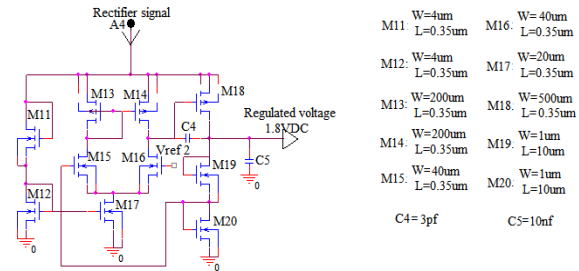 Rectifier signal
A4
M13
M14
M18
M11
C4
Regulated voltage
1.8VDC
M15
M16
Vref 2
C5
M19
M12
M17
M20
0
0
0
0
M11: W=4um L=0.35um
M16: W= 40um L=0.35um
M12: W=4um L=0.35um
M17: W=20um L=0.35um
M13: W=200um L=0.35um
M18: W=500um L=0.35um
M14: W=200um L=0.35um
M19: W=1um L=10um
M15: W=40um L=0.35um
M20: W=1um L=10um
C4= 3pf
C5=10nf